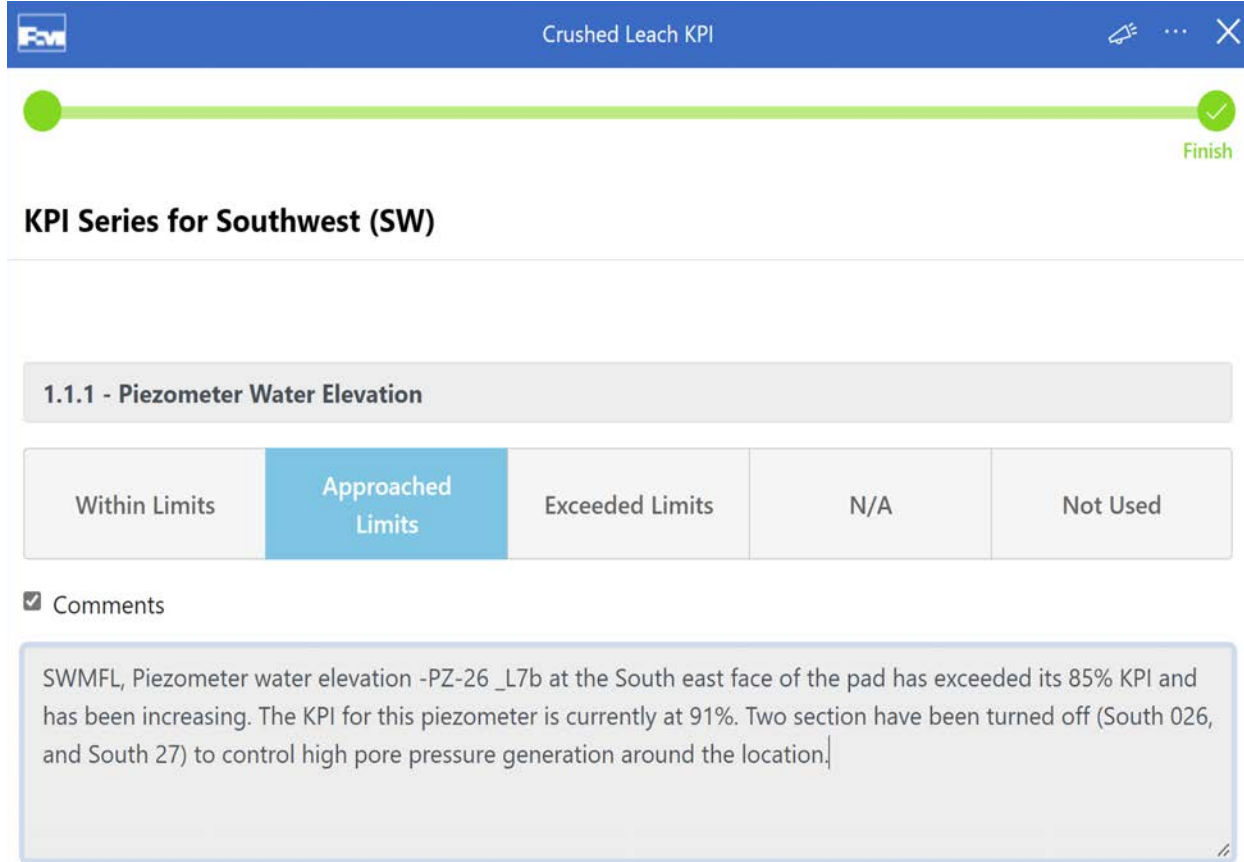 Crushed Leach KPI
Finish
KPI Series for Southwest (SW)
1.1.1 - Piezometer Water Elevation
Within Limits
Approached
Limits
Exceeded Limits
N/A
Not Used
Comments
SWMFL, Piezometer water elevation -PZ-26 _L7b at the South east face of the pad has exceeded its 85% KPI and
has been increasing. The KPI for this piezometer is currently at 91%. Two section have been turned off (South 026,
and South 27) to control high pore pressure generation around the location.